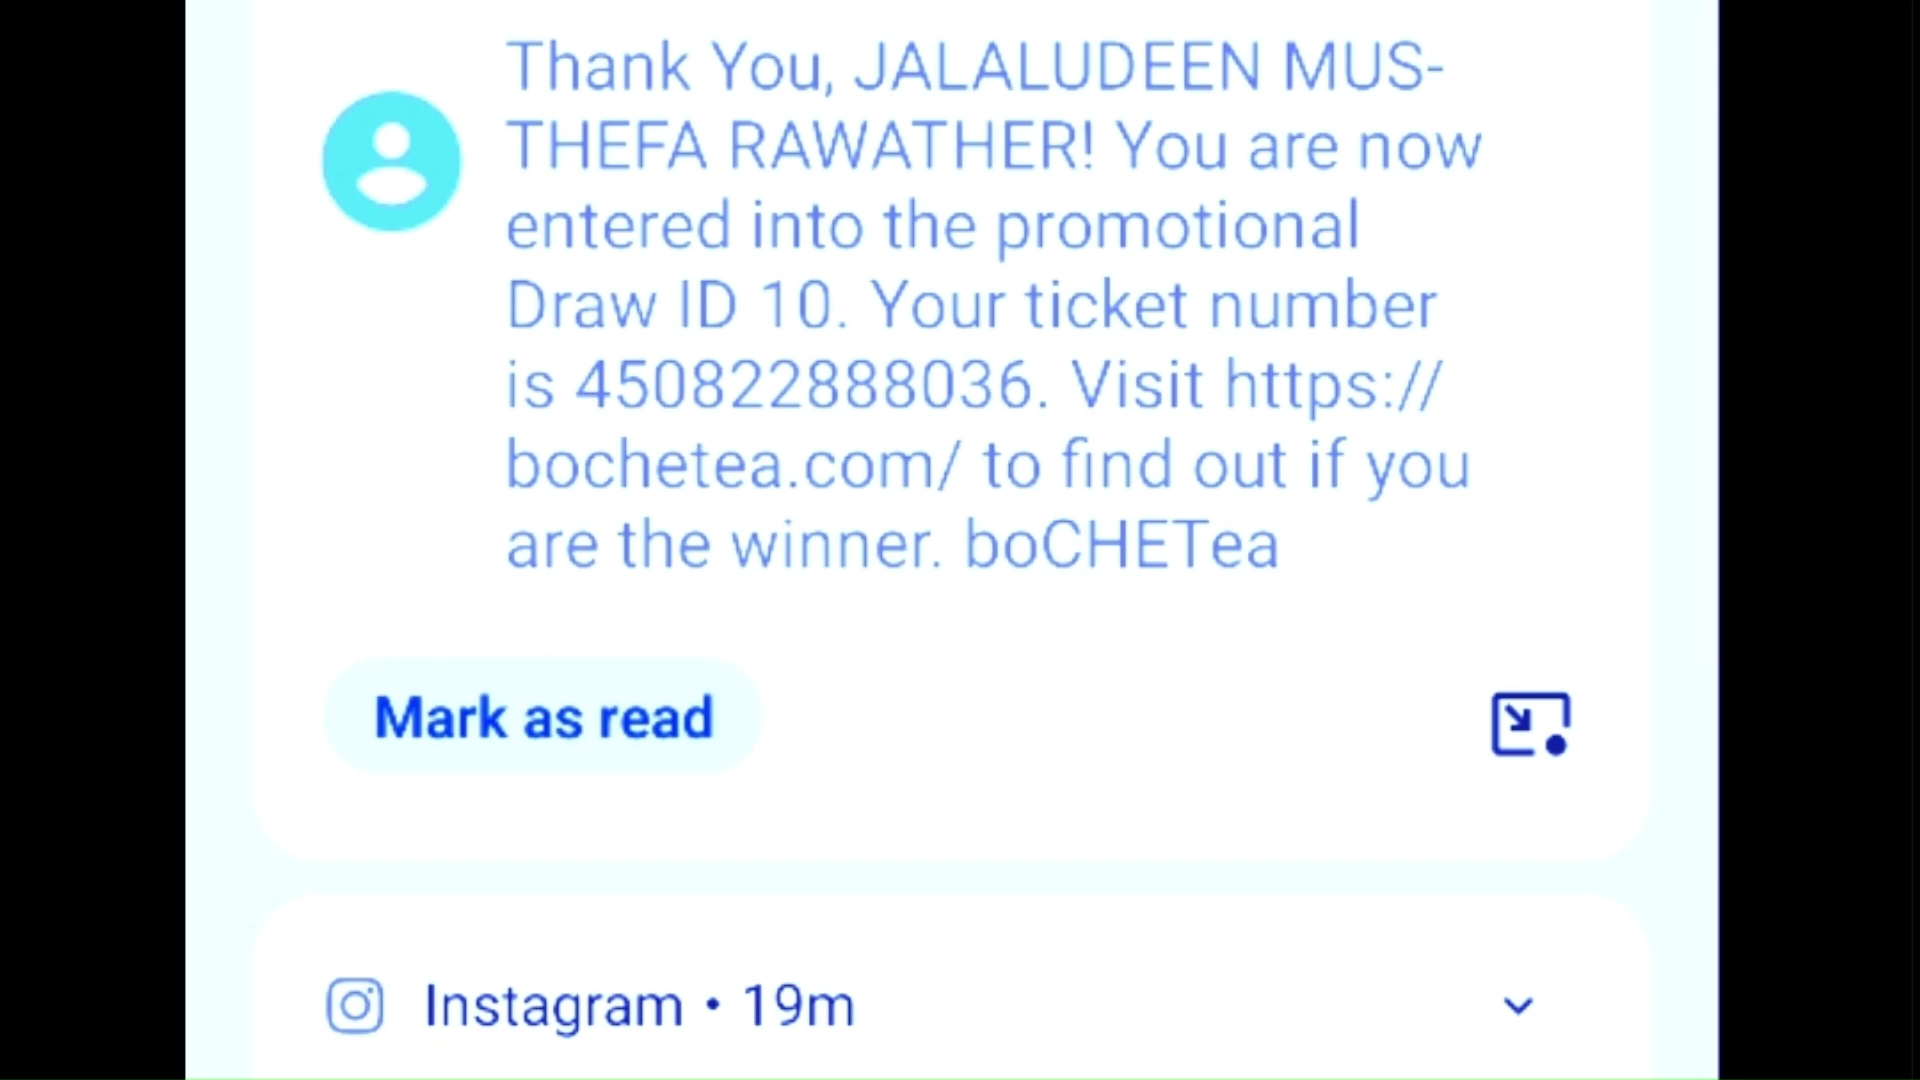 Thank You, JALALUDEEN MUS-
THEFA RAWATHER! You are now
entered into the promotional
Draw ID 10. Your ticket number
is 450822888036. Visit https://
bochetea.com/ to find out if you
are the winner. boCHETea
Mark as read
Instagram • 19m